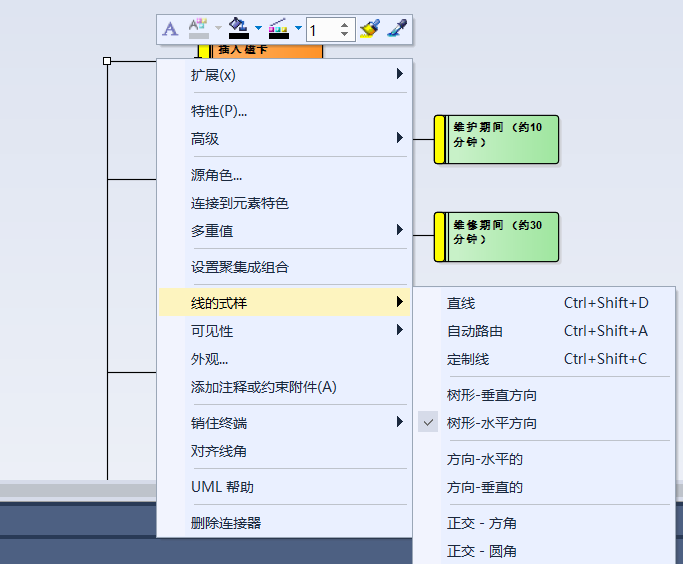 A
1
插入磁卡
扩展(x)
特性(P)...
高级
源角色...
连接到元素特色
多重值
设置聚集成组合
线的式样
可见性
外观...
添加注释或约束附件(A)
销住终端
对齐线角
UML 帮助
删除连接器
维护期间（约10
分钟）
维修期间（约30
分钟）
直线 Ctrl+Shift+D
自动路由 Ctrl+Shift+A
定制线 Ctrl+Shift+C
树形-垂直方向
树形-水平方向
方向-水平的
方向-垂直的
正交 - 方角
正交 - 圆角